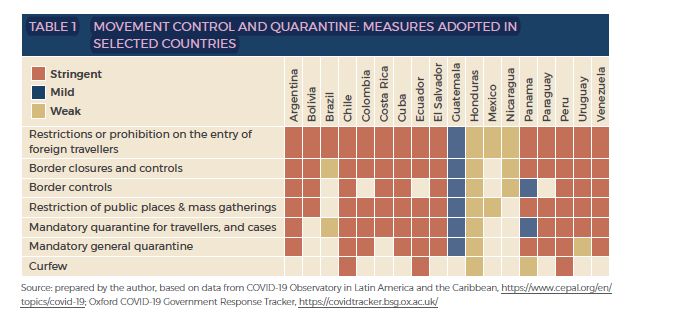 TABLE 1 MOVEMENT CONTROL AND QUARANTINE: MEASURES ADOPTED IN
SELECTED COUNTRIES
Stringent
Mild
Weak
Argentina
Bolivia
Brazil
Chile
Colombia
Costa Rica
Cuba
Ecuador
El Salvador
Guatemala
Honduras
Mexico
Nicaragua
Panama
Paraguay
Peru
Uruguay
Venezuela
Restrictions or prohibition on the entry of
foreign travellers
Border closures and controls
Border controls
Restriction of public places & mass gatherings
Mandatory quarantine for travellers, and cases
Mandatory general quarantine
Curfew
Source: prepared by the author, based on data from COVID-19 Observatory in Latin America and the Caribbean, https://www.cepal.org/en/
topics/covid-19; Oxford COVID-19 Government Response Tracker, https://covidtracker.bsg.ox.ac.uk/